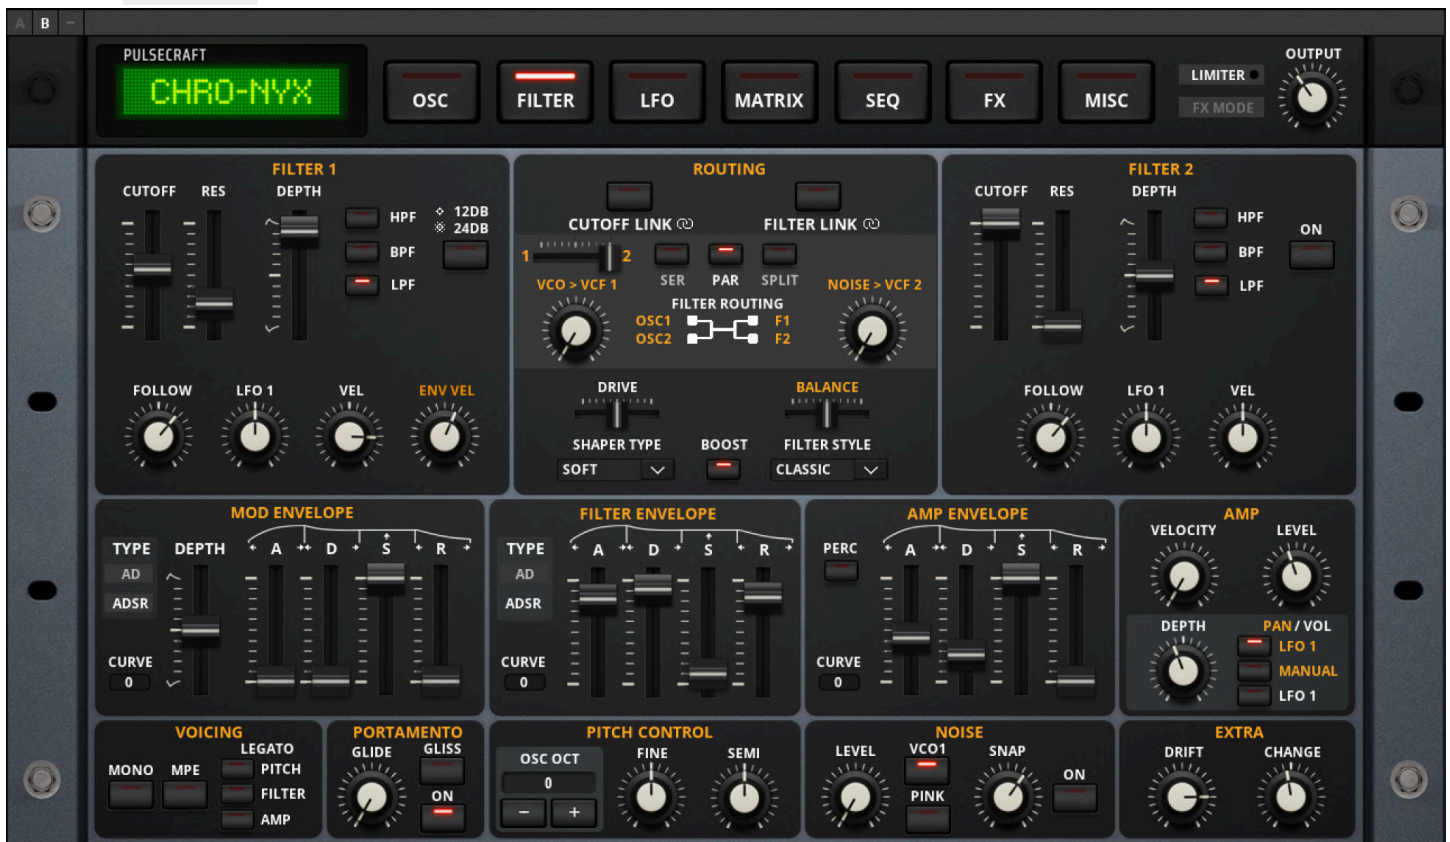 A B –
PULSECRAFT
CHRO-NYX
OSC
FILTER
LFO
MATRIX
SEQ
FX
MISC
LIMITER
FX MODE
OUTPUT
FILTER 1
CUTOFF RES DEPTH
HPF
BPF
LPF
12DB
24DB
FOLLOW LFO 1 VEL ENV VEL
ROUTING
CUTOFF LINK FILTER LINK
1 2
SER PAR SPLIT
VCO > VCF 1
NOISE > VCF 2
FILTER ROUTING
OSC1 F1
OSC2 F2
DRIVE BALANCE
SHAPER TYPE BOOST FILTER STYLE
SOFT CLASSIC
FILTER 2
CUTOFF RES DEPTH
HPF
BPF
LPF
ON
FOLLOW LFO 1 VEL
MOD ENVELOPE
TYPE DEPTH A D S R
AD
ADSR
CURVE
0
FILTER ENVELOPE
TYPE A D S R
AD
ADSR
CURVE
0
AMP ENVELOPE
PERC A D S R
CURVE
0
AMP
VELOCITY LEVEL
DEPTH PAN / VOL
LFO 1
MANUAL
LFO 1
VOICING
LEGATO
MONO MPE PITCH
FILTER
AMP
PORTAMENTO
GLIDE GLISS
ON
PITCH CONTROL
OSC OCT FINE SEMI
0
– +
NOISE
LEVEL VCO1 SNAP
PINK
ON
EXTRA
DRIFT CHANGE